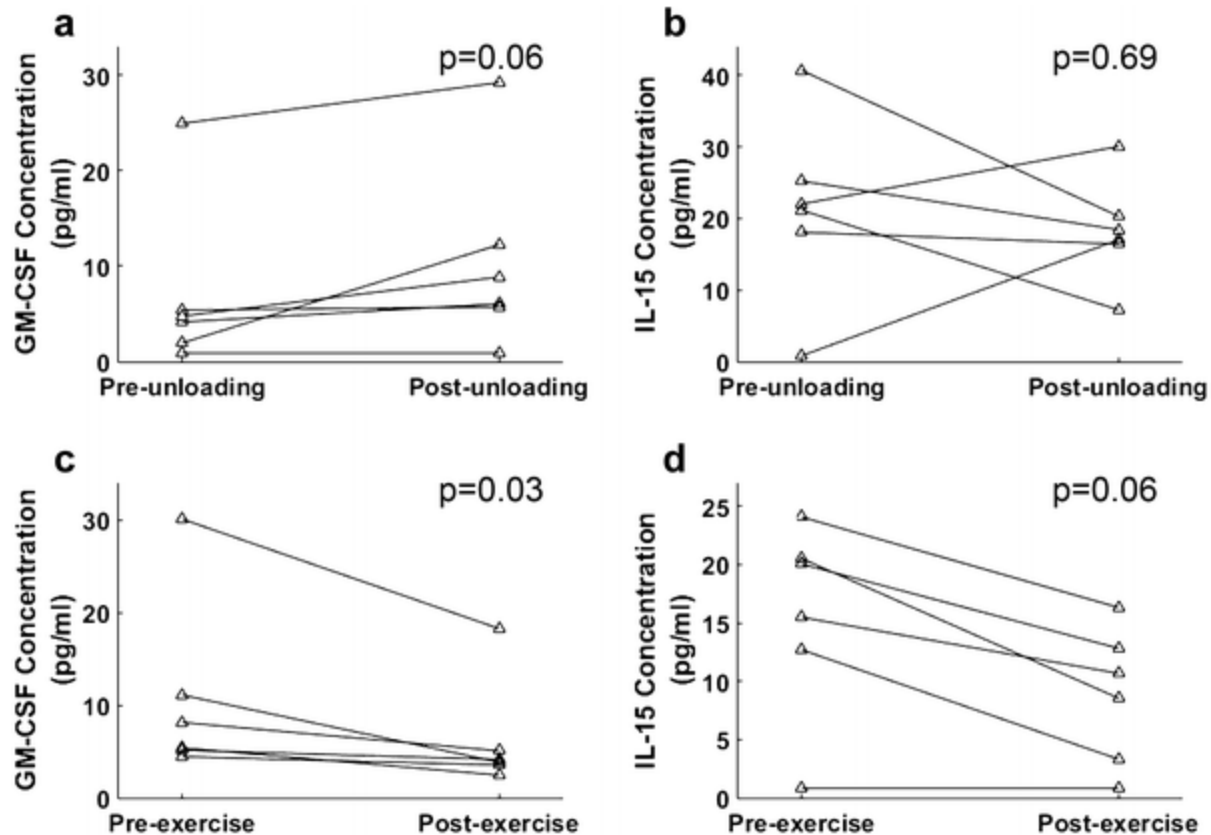 a
p=0.06
GM-CSF Concentration
(pg/ml)
30
20
10
0
Pre-unloading
Post-unloading
b
p=0.69
IL-15 Concentration
(pg/ml)
40
30
20
10
0
Pre-unloading
Post-unloading
c
p=0.03
GM-CSF Concentration
(pg/ml)
30
20
10
0
Pre-exercise
Post-exercise
d
p=0.06
IL-15 Concentration
(pg/ml)
25
20
15
10
5
0
Pre-exercise
Post-exercise